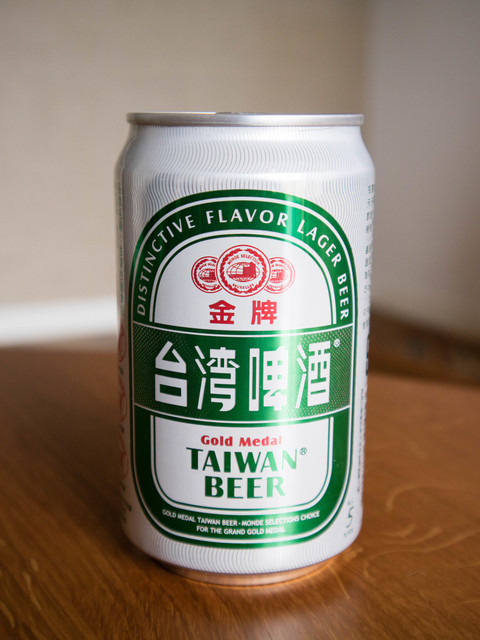 DISTINCTIVE FLAVOR LAGER BEER
金牌
台湾啤酒®
Gold Medal
TAIWAN®
BEER
GOLD MEDAL TAIWAN BEER - MONDE SELECTIONS CHOICE
FOR THE GRAND GOLD MEDAL
5